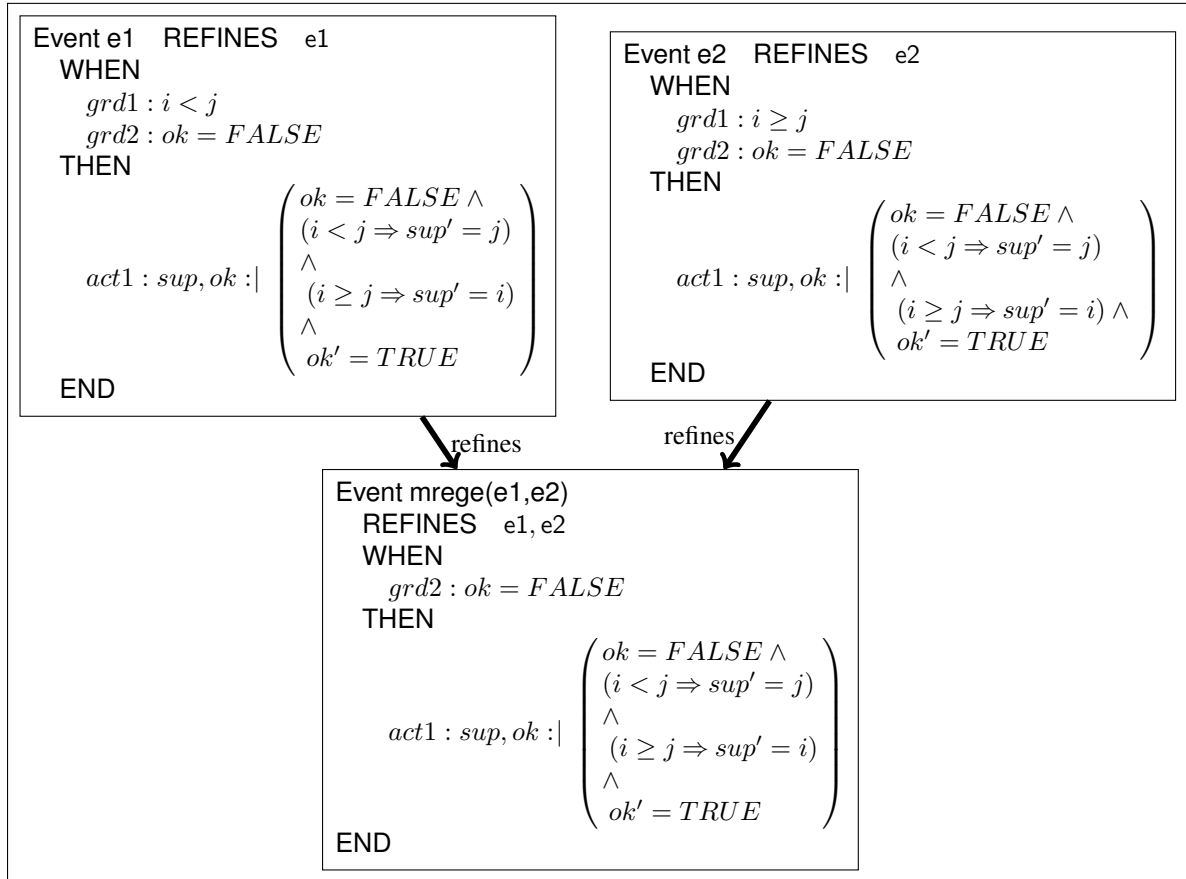 Event e1 REFINES e1
WHEN
grd1 : i < j
grd2 : ok = FALSE
THEN
act1 : sup, ok :|
ok = FALSE ∧
(i < j ⇒ sup′ = j)
∧
(i ≥ j ⇒ sup′ = i)
∧
ok′ = TRUE
END
Event e2 REFINES e2
WHEN
grd1 : i ≥ j
grd2 : ok = FALSE
THEN
act1 : sup, ok :|
ok = FALSE ∧
(i < j ⇒ sup′ = j)
∧
(i ≥ j ⇒ sup′ = i) ∧
ok′ = TRUE
END
refines
refines
Event mrege(e1,e2)
REFINES e1, e2
WHEN
grd2 : ok = FALSE
THEN
act1 : sup, ok :|
ok = FALSE ∧
(i < j ⇒ sup′ = j)
∧
(i ≥ j ⇒ sup′ = i)
∧
ok′ = TRUE
END